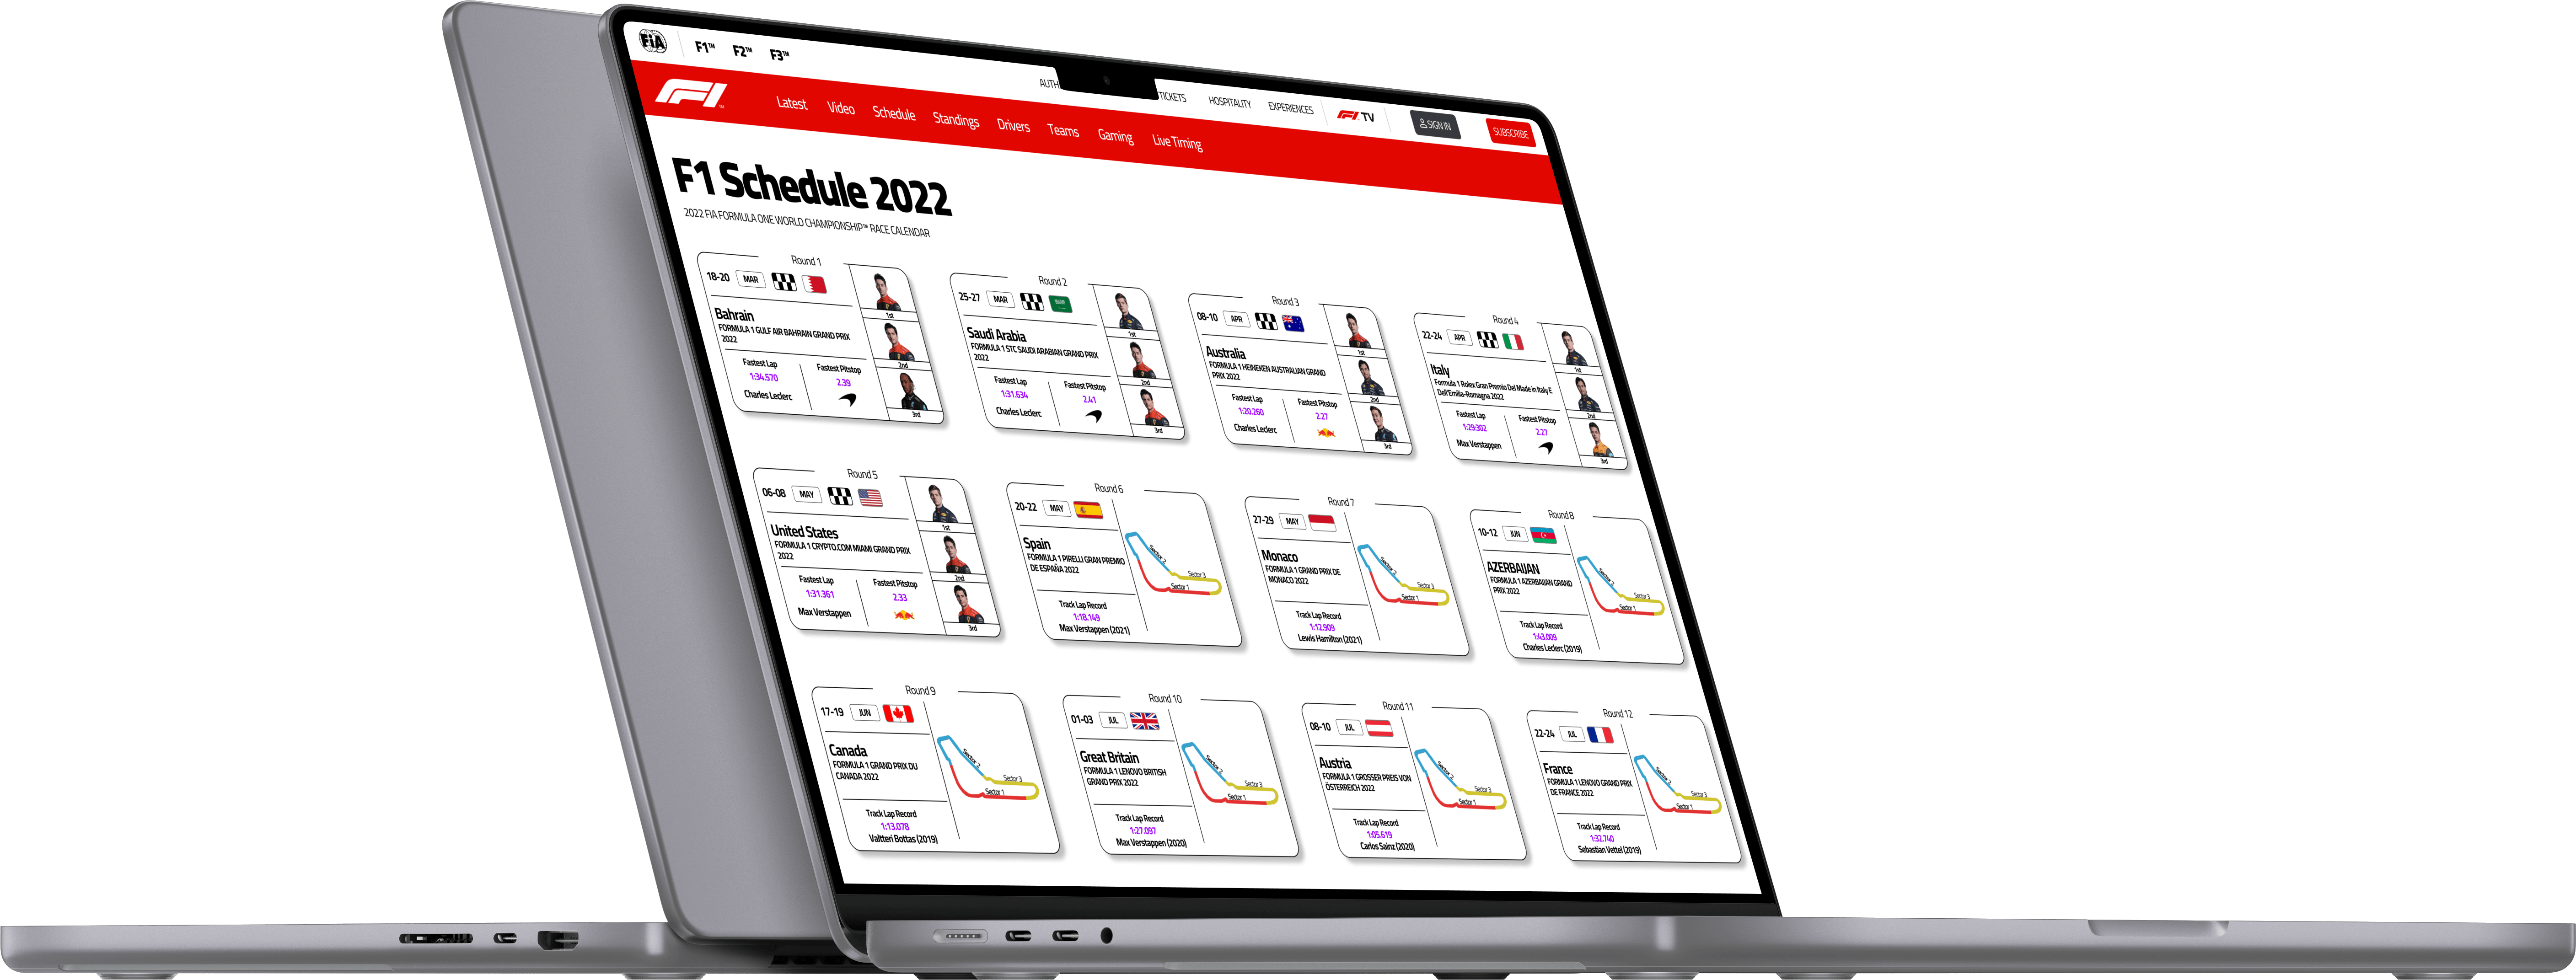 FiA F1™ F2™ F3™
AUTH TICKETS HOSPITALITY EXPERIENCES F1 TV SIGN IN SUBSCRIBE
F1 Latest Video Schedule Standings Drivers Teams Gaming Live Timing
F1 Schedule 2022
2022 FIA FORMULA ONE WORLD CHAMPIONSHIP™ RACE CALENDAR
Round 1
18-20 MAR
Bahrain
FORMULA 1 GULF AIR BAHRAIN GRAND PRIX
2022
Fastest Lap
1:34.570
Charles Leclerc
Fastest Pitstop
2.39
1st
2nd
3rd
Round 2
25-27 MAR
Saudi Arabia
FORMULA 1 STC SAUDI ARABIAN GRAND PRIX
2022
Fastest Lap
1:31.634
Charles Leclerc
Fastest Pitstop
2.41
1st
2nd
3rd
Round 3
08-10 APR
Australia
FORMULA 1 HEINEKEN AUSTRALIAN GRAND
PRIX 2022
Fastest Lap
1:20.260
Charles Leclerc
Fastest Pitstop
2.27
1st
2nd
3rd
Round 4
22-24 APR
Italy
Formula 1 Rolex Gran Premio Del Made in Italy E
Dell'Emilia-Romagna 2022
Fastest Lap
1:29.302
Max Verstappen
Fastest Pitstop
2.27
1st
2nd
3rd
Round 5
06-08 MAY
United States
FORMULA 1 CRYPTO.COM MIAMI GRAND PRIX
2022
Fastest Lap
1:31.361
Max Verstappen
Fastest Pitstop
2.33
1st
2nd
3rd
Round 6
20-22 MAY
Spain
FORMULA 1 PIRELLI GRAN PREMIO
DE ESPAÑA 2022
Track Lap Record
1:18.149
Max Verstappen (2021)
Sector 2
Sector 3
Sector 1
Round 7
27-29 MAY
Monaco
FORMULA 1 GRAND PRIX DE
MONACO 2022
Track Lap Record
1:12.909
Lewis Hamilton (2021)
Sector 2
Sector 3
Sector 1
Round 8
10-12 JUN
AZERBAIJAN
FORMULA 1 AZERBAIJAN GRAND
PRIX 2022
Track Lap Record
1:43.009
Charles Leclerc (2019)
Sector 2
Sector 3
Sector 1
Round 9
17-19 JUN
Canada
FORMULA 1 GRAND PRIX DU
CANADA 2022
Track Lap Record
1:13.078
Valtteri Bottas (2019)
Sector 2
Sector 3
Sector 1
Round 10
01-03 JUL
Great Britain
FORMULA 1 LENOVO BRITISH
GRAND PRIX 2022
Track Lap Record
1:27.097
Max Verstappen (2020)
Sector 2
Sector 3
Sector 1
Round 11
08-10 JUL
Austria
FORMULA 1 GROSSER PREIS VON
ÖSTERREICH 2022
Track Lap Record
1:05.619
Carlos Sainz (2020)
Sector 2
Sector 3
Sector 1
Round 12
22-24 JUL
France
FORMULA 1 LENOVO GRAND PRIX
DE FRANCE 2022
Track Lap Record
1:32.740
Sebastian Vettel (2019)
Sector 2
Sector 3
Sector 1